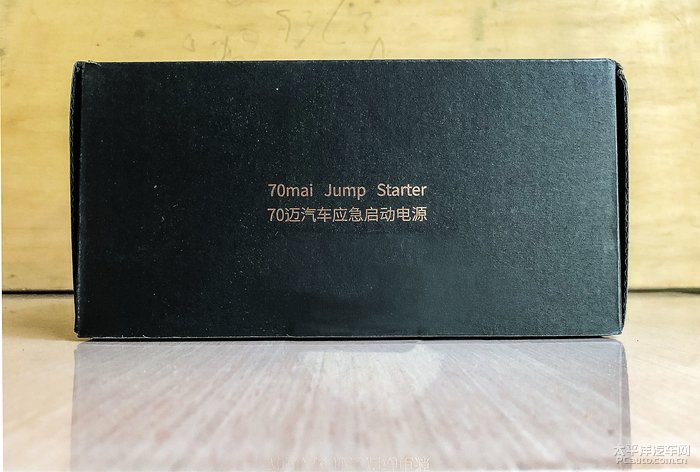 70mai Jump Starter
70迈汽车应急启动电源
太平洋汽车网
PCauto.com.cn